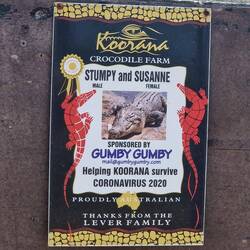 Koorana
CROCODILE FARM
STUMPY and SUSANNE
MALE FEMALE
SPONSORED BY
GUMBY GUMBY
mail@gumbygumby.com
Helping KOORANA survive
CORONAVIRUS 2020
PROUDLY AUSTRALIAN
THANKS FROM THE
LEVER FAMILY